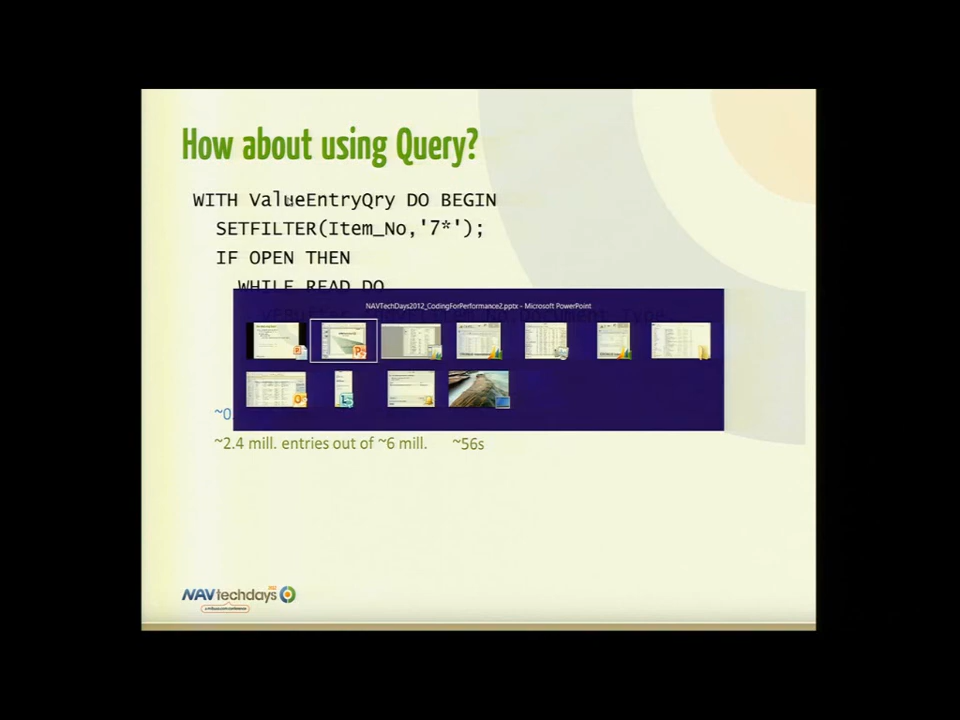 How about using Query?
WITH ValueEntryQry DO BEGIN
SETFILTER(Item_No,'7*');
IF OPEN THEN
WHILE READ DO
NAVTechDays2012_CodingForPerformance2.pptx - Microsoft PowerPoint
~0
~2.4 mill. entries out of ~6 mill. ~56s
NAVtechdays